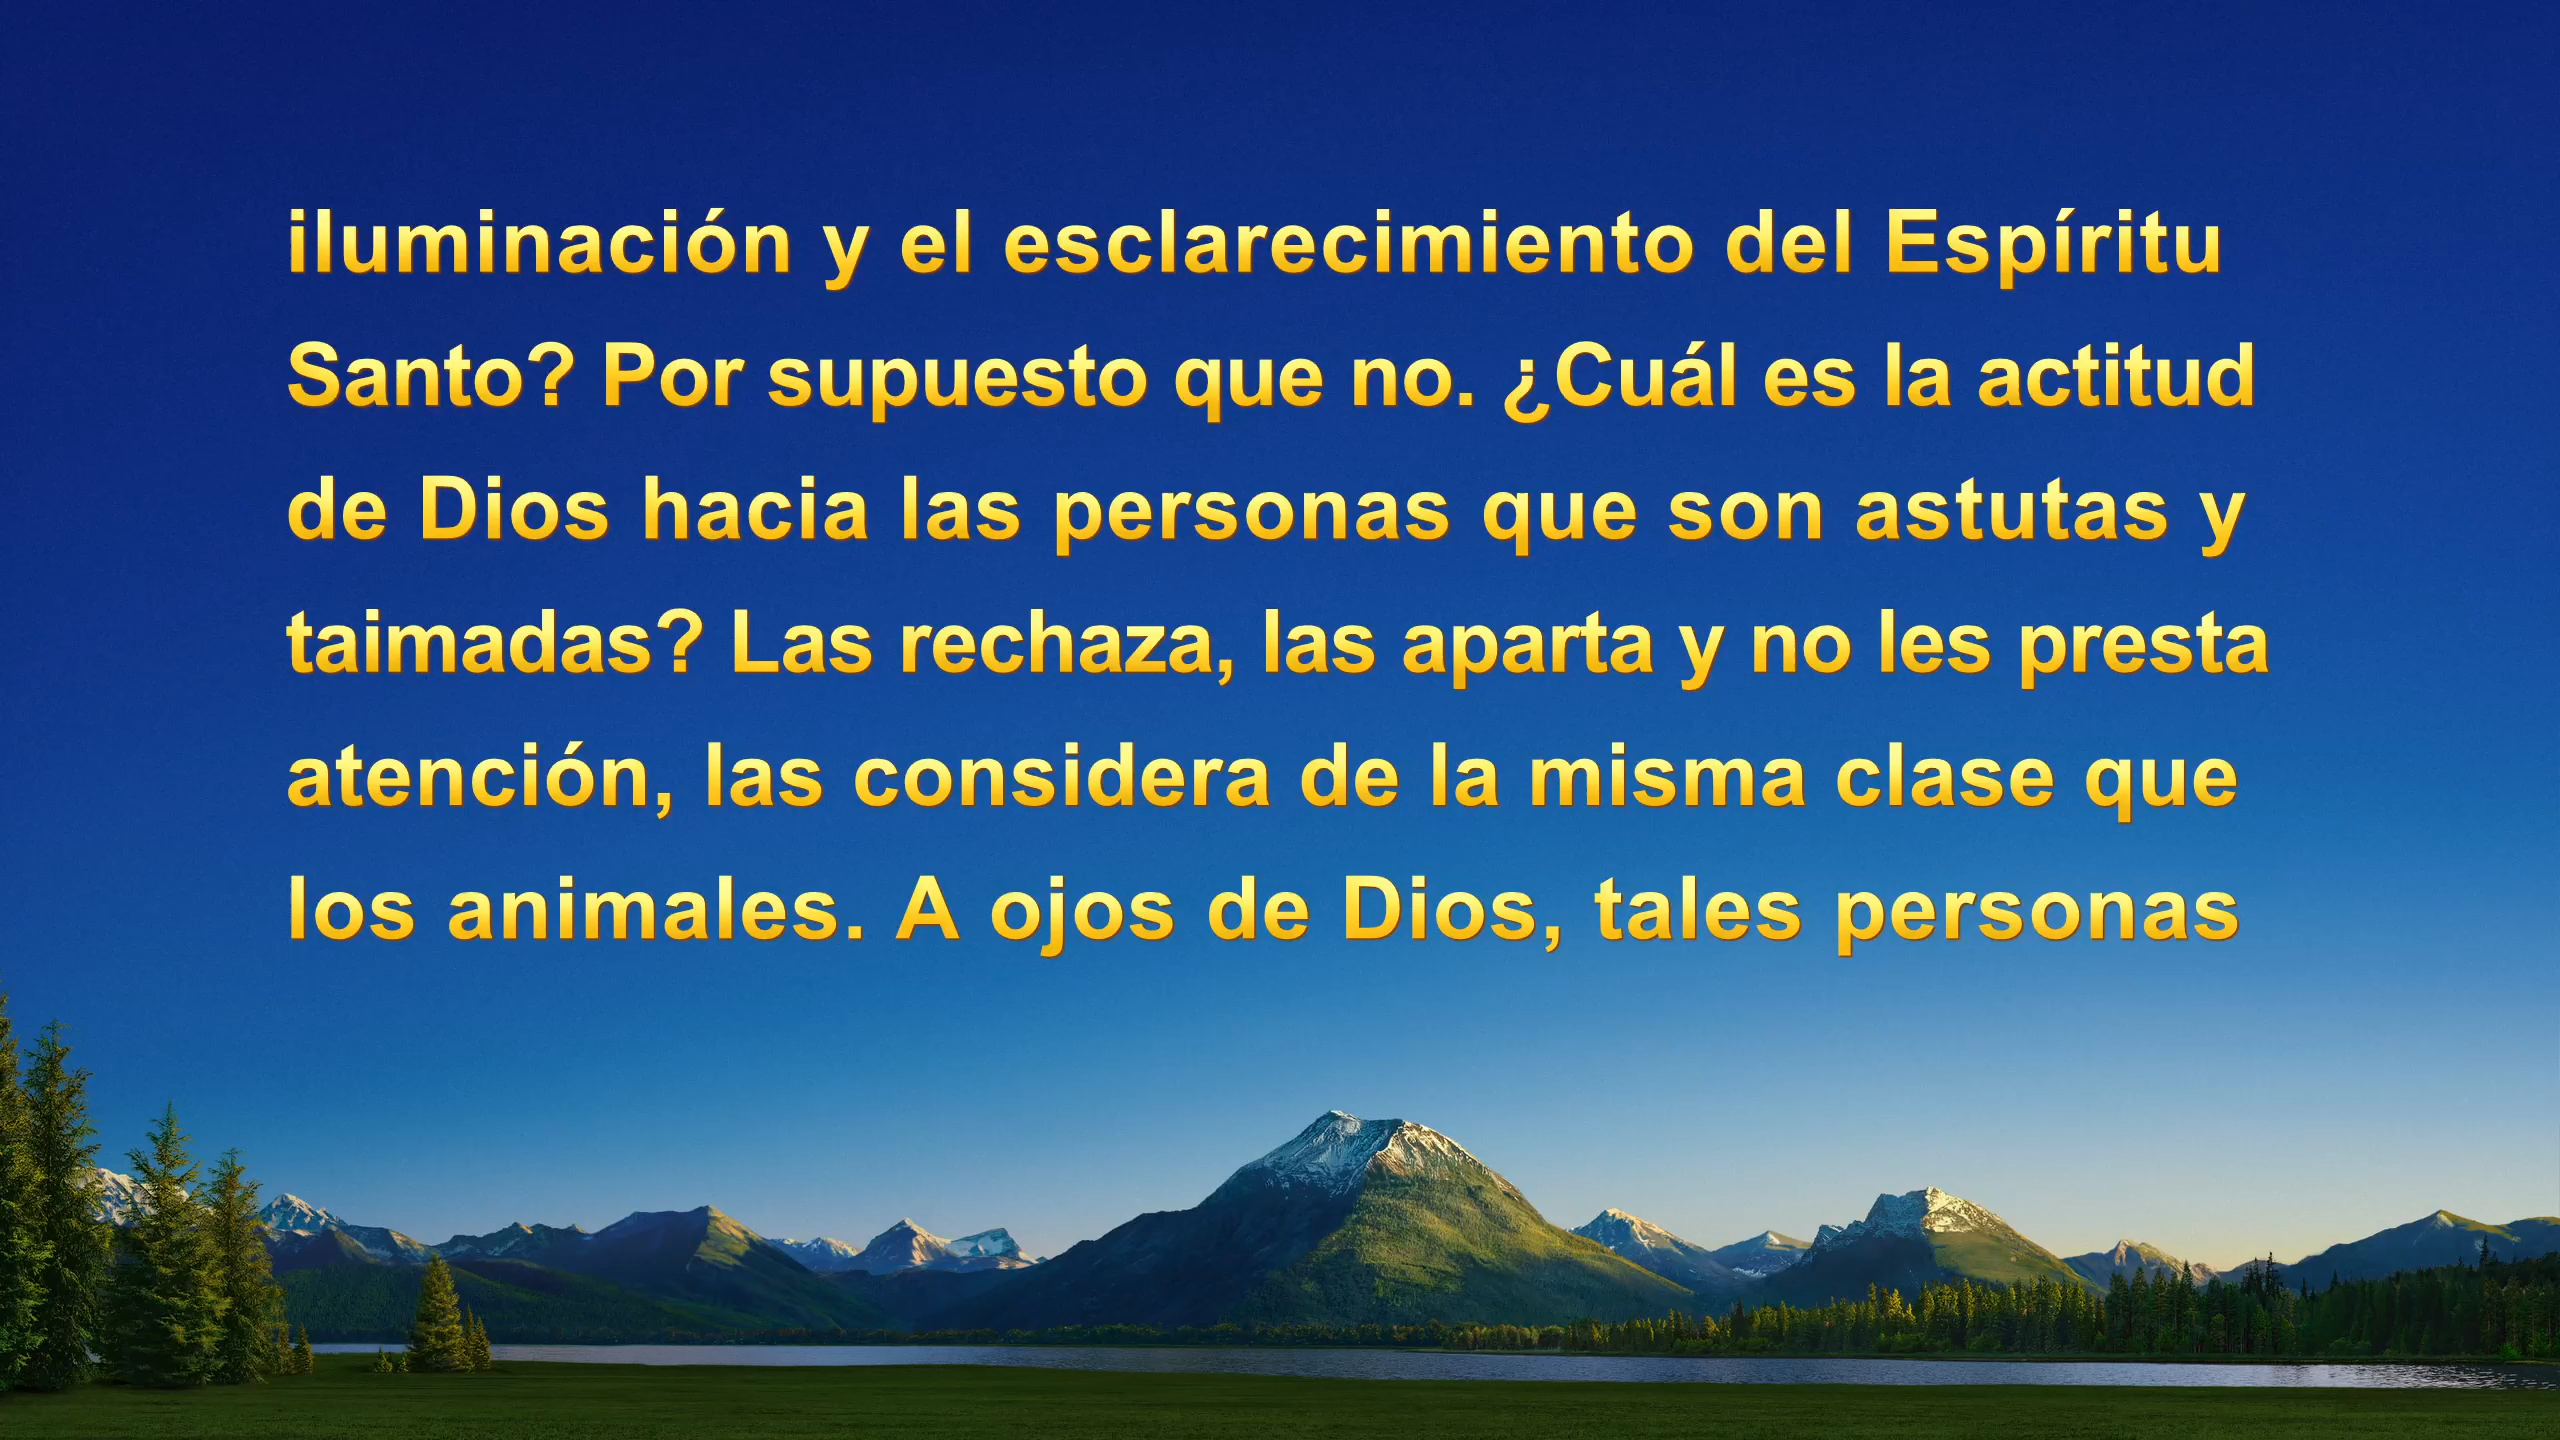 iluminación y el esclarecimiento del Espíritu
Santo? Por supuesto que no. ¿Cuál es la actitud
de Dios hacia las personas que son astutas y
taimadas? Las rechaza, las aparta y no les presta
atención, las considera de la misma clase que
los animales. A ojos de Dios, tales personas